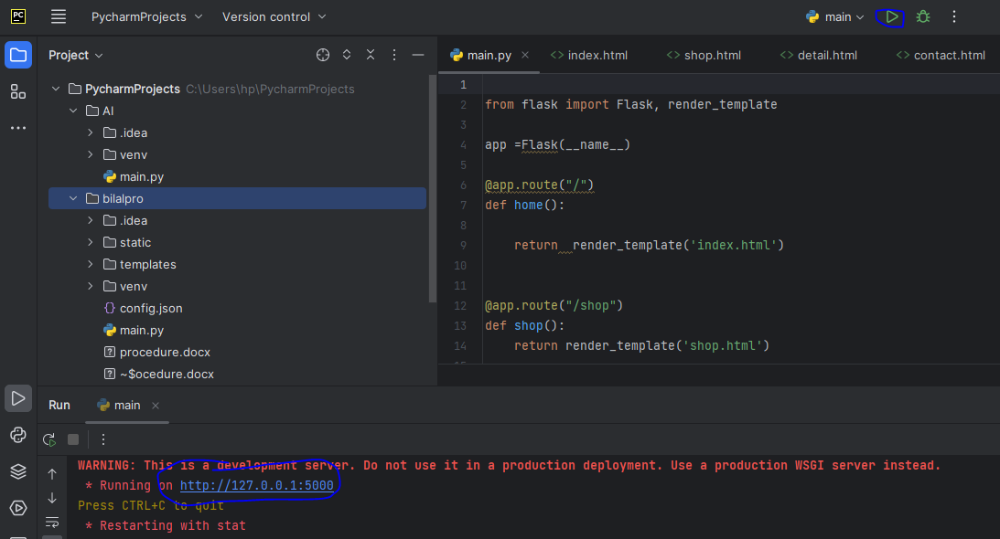 PC PycharmProjects Version control main
Project
main.py index.html shop.html detail.html contact.html
PycharmProjects C:\Users\hp\PycharmProjects
AI
.idea
venv
main.py
bilalpro
.idea
static
templates
venv
config.json
main.py
procedure.docx
~$ocedure.docx
1
2 from flask import Flask, render_template
3
4 app =Flask(__name__)
5
6 @app.route("/")
7 def home():
8
9 return  render_template('index.html')
10
11
12 @app.route("/shop")
13 def shop():
14 return render_template('shop.html')
Run main
WARNING: This is a development server. Do not use it in a production deployment. Use a production WSGI server instead.
* Running on http://127.0.0.1:5000
Press CTRL+C to quit
* Restarting with stat